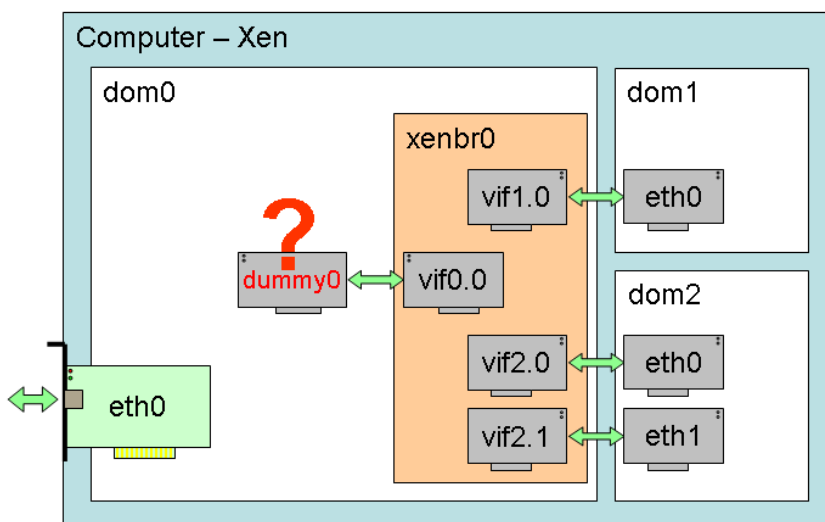 Computer – Xen
dom0
dom1
xenbr0
vif1.0
eth0
?
dummy0
vif0.0
dom2
vif2.0
eth0
eth0
vif2.1
eth1